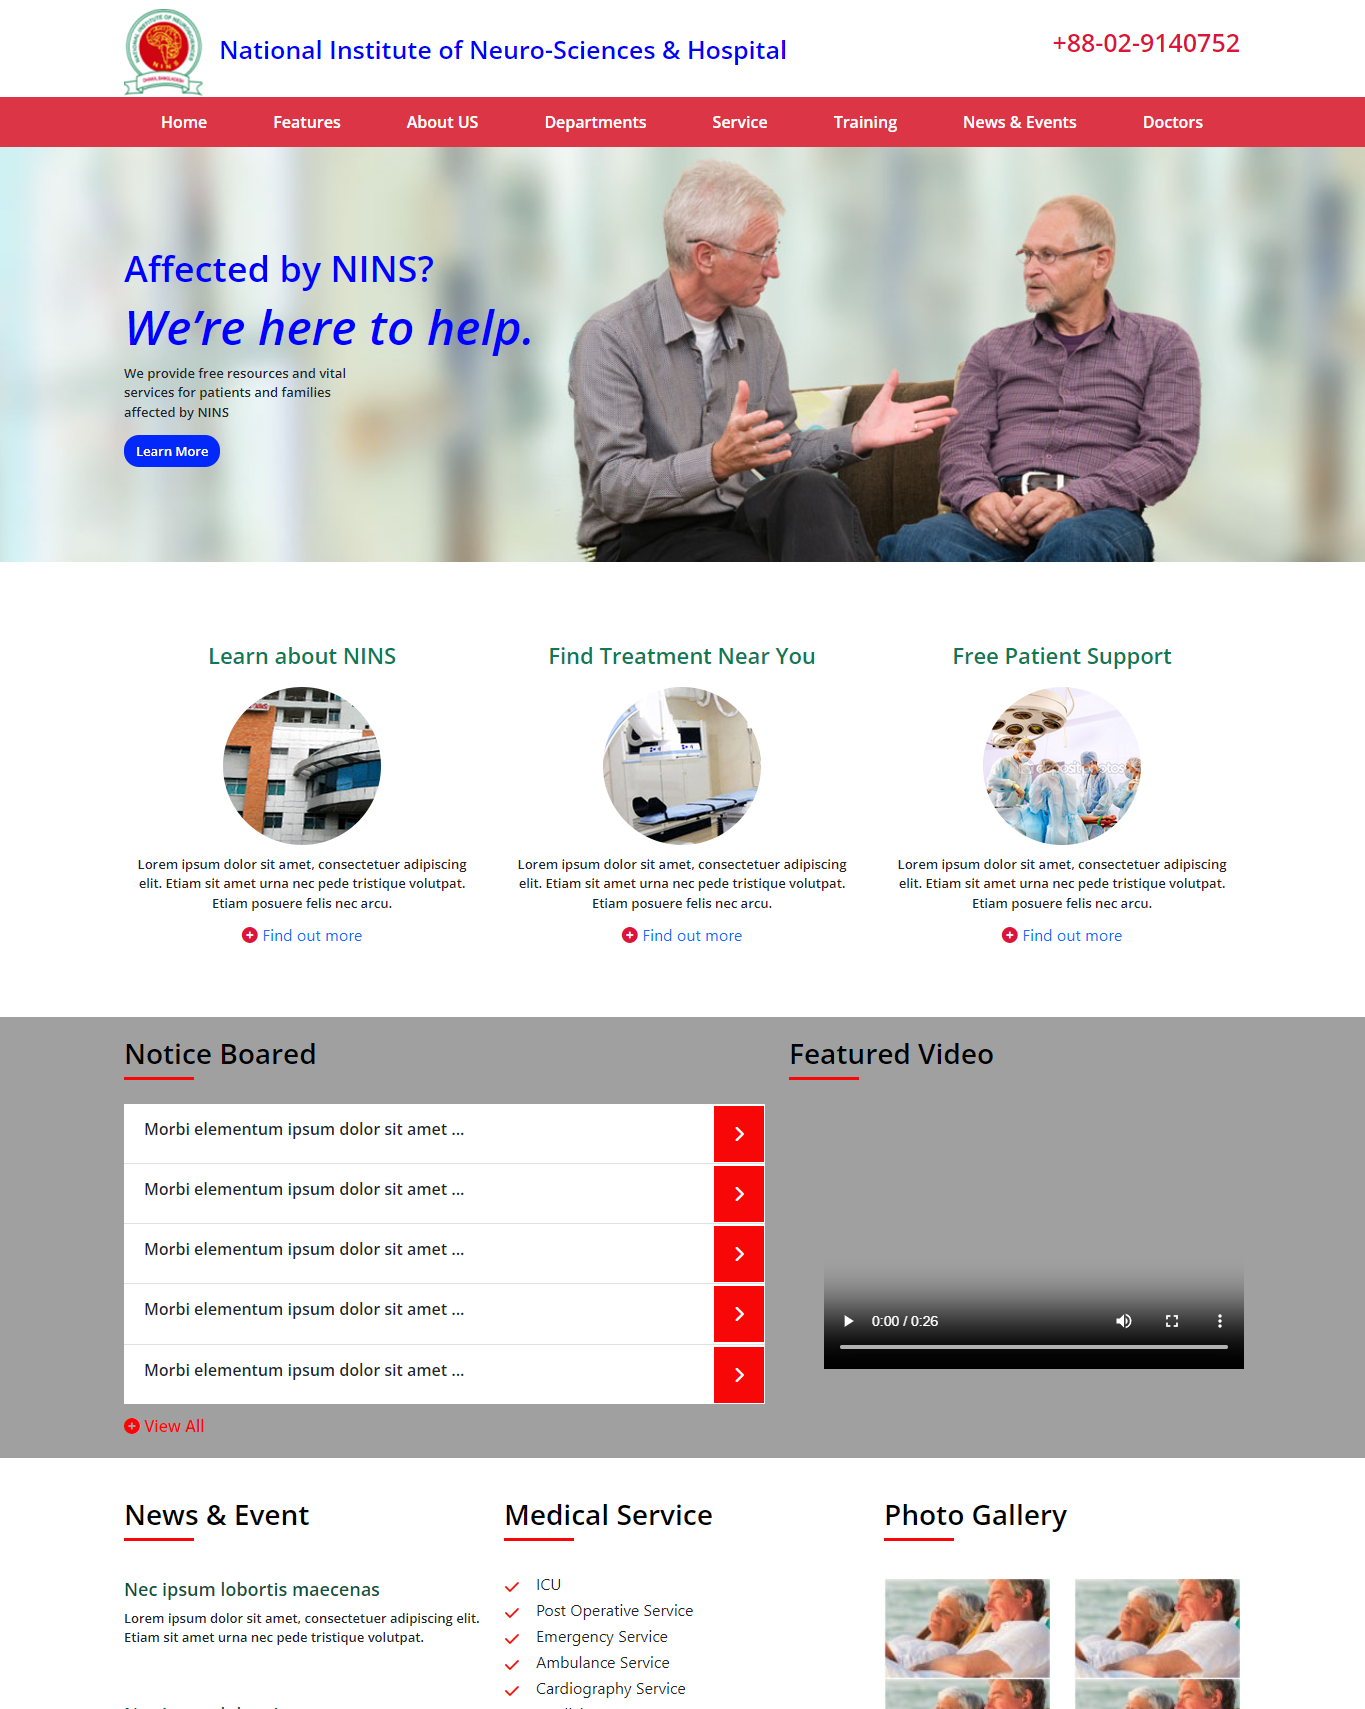 National Institute of Neuro-Sciences & Hospital
+88-02-9140752
Home
Features
About US
Departments
Service
Training
News & Events
Doctors
Affected by NINS?
We're here to help.
We provide free resources and vital
services for patients and families
affected by NINS
Learn More
Learn about NINS
Find Treatment Near You
Free Patient Support
depositphotos
Lorem ipsum dolor sit amet, consectetuer adipiscing
elit. Etiam sit amet urna nec pede tristique volutpat.
Etiam posuere felis nec arcu.
Find out more
Lorem ipsum dolor sit amet, consectetuer adipiscing
elit. Etiam sit amet urna nec pede tristique volutpat.
Etiam posuere felis nec arcu.
Find out more
Lorem ipsum dolor sit amet, consectetuer adipiscing
elit. Etiam sit amet urna nec pede tristique volutpat.
Etiam posuere felis nec arcu.
Find out more
Notice Boared
Morbi elementum ipsum dolor sit amet ...
Morbi elementum ipsum dolor sit amet ...
Morbi elementum ipsum dolor sit amet ...
Morbi elementum ipsum dolor sit amet ...
Morbi elementum ipsum dolor sit amet ...
View All
Featured Video
0:00 / 0:26
News & Event
Nec ipsum lobortis maecenas
Lorem ipsum dolor sit amet, consectetuer adipiscing elit.
Etiam sit amet urna nec pede tristique volutpat.
Medical Service
ICU
Post Operative Service
Emergency Service
Ambulance Service
Cardiography Service
Photo Gallery